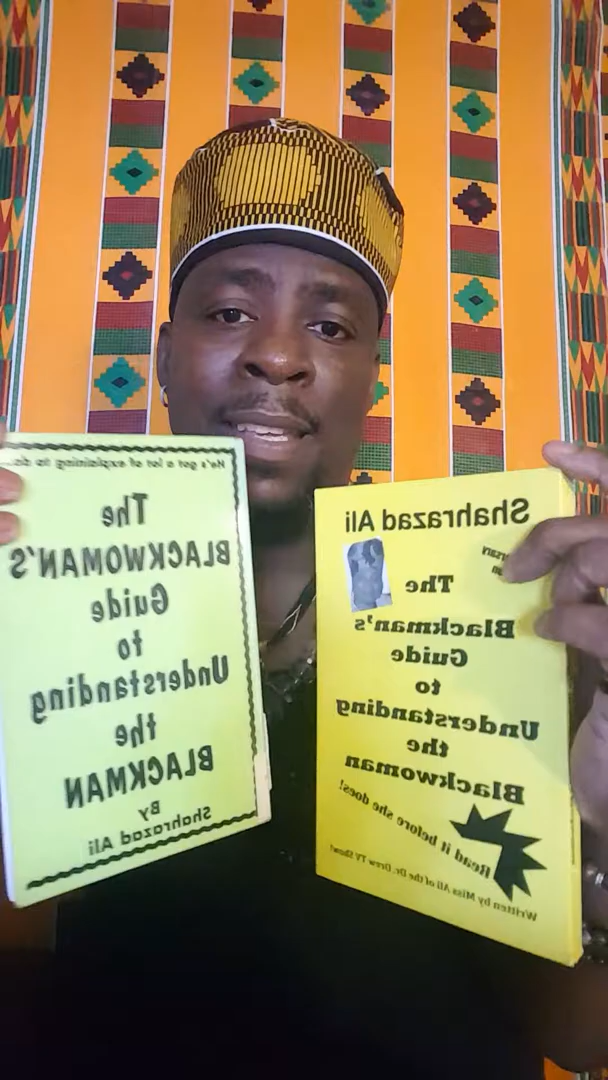 He's got a lot of explaining to do.
The
BLACKWOMAN'S
Guide
to
Understanding
the
BLACKMAN
By
Shahrazad Ali
Shahrazad Ali
The
Blackman's
Guide
to
Understanding
the
Blackwoman
Read it before she does!
Written by Miss Ali of the Dr. Drew TV Show!